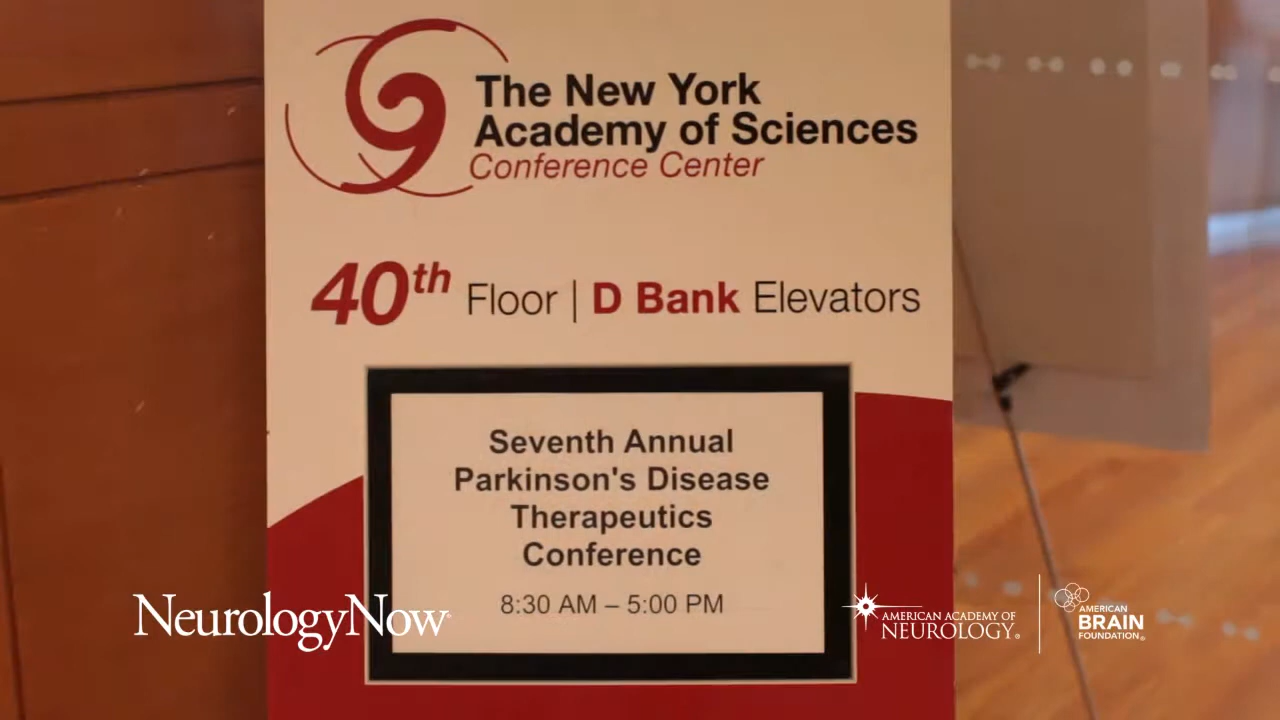 The New York
Academy of Sciences
Conference Center
40th Floor | D Bank Elevators
Seventh Annual
Parkinson's Disease
Therapeutics
Conference
8:30 AM – 5:00 PM
NeurologyNow®
AMERICAN ACADEMY OF
NEUROLOGY®
AMERICAN
BRAIN
FOUNDATION®